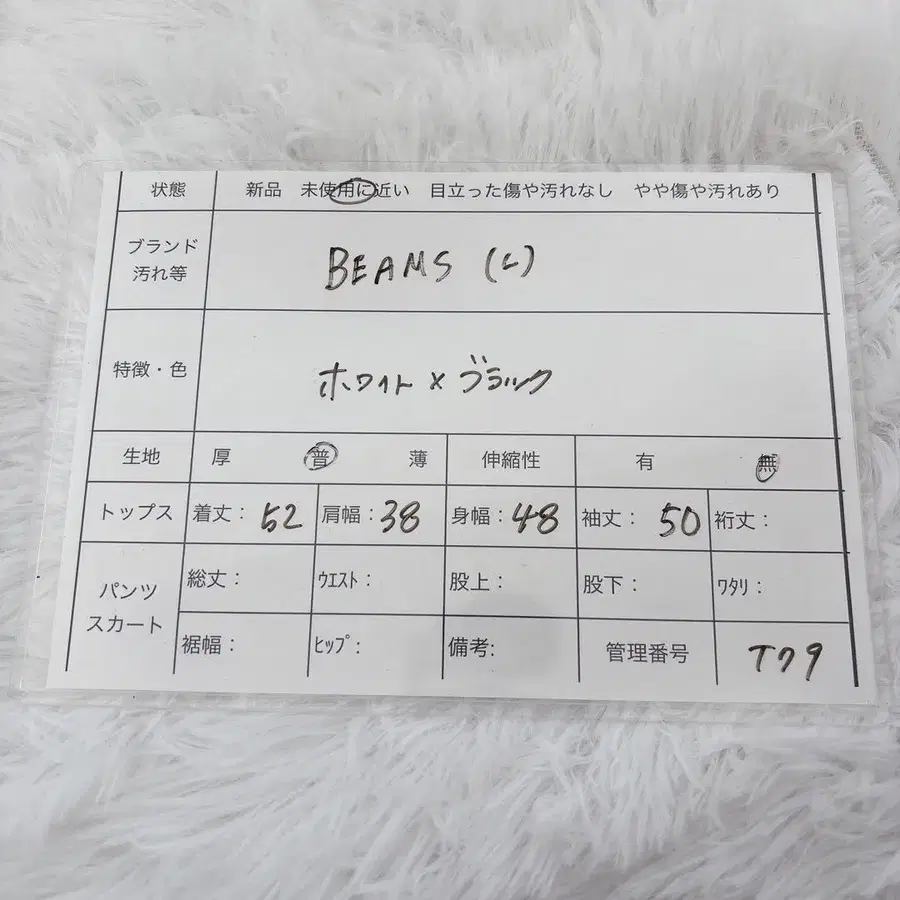 状態 新品 未使用に近い 目立った傷や汚れなし やや傷や汚れあり
ブランド
汚れ等
BEAMS (L)
特徴・色 ホワイト×ブラック
生地 厚 普 薄 伸縮性 有 無
トップス 着丈:52 肩幅:38 身幅:48 袖丈:50 裄丈:
パンツ
スカート
総丈: ウエスト: 股上: 股下: ワタリ:
裾幅: ヒップ: 備考: 管理番号 T79